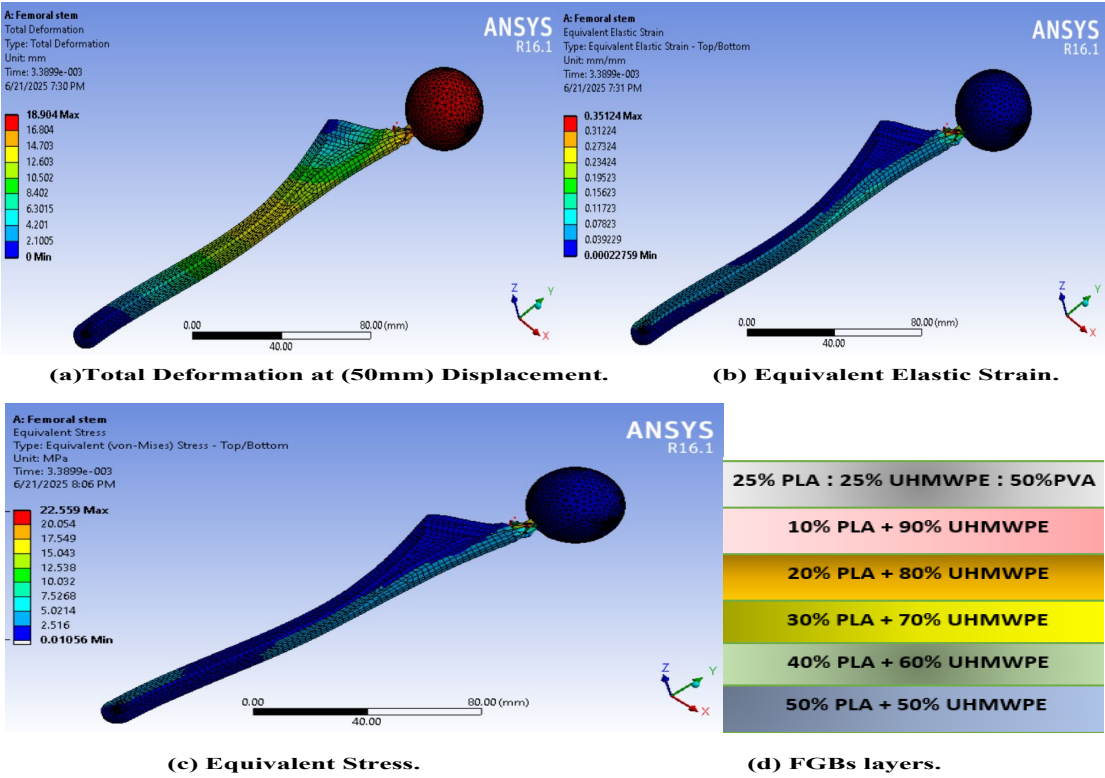 A: Femoral stem
Total Deformation
Type: Total Deformation
Unit: mm
Time: 3.3899e-003
6/21/2025 7:30 PM
18.904 Max
16.804
14.703
12.603
10.502
8.402
6.3015
4.201
2.1005
0 Min
ANSYS
R16.1
0.00
80.00 (mm)
40.00
Z
Y
X
(a)Total Deformation at (50mm) Displacement.
A: Femoral stem
Equivalent Elastic Strain
Type: Equivalent Elastic Strain - Top/Bottom
Unit: mm/mm
Time: 3.3899e-003
6/21/2025 7:31 PM
0.35124 Max
0.31224
0.27324
0.23424
0.19523
0.15623
0.11723
0.07823
0.039229
0.00022759 Min
ANSYS
R16.1
0.00
80.00 (mm)
40.00
Z
Y
X
(b) Equivalent Elastic Strain.
A: Femoral stem
Equivalent Stress
Type: Equivalent (von-Mises) Stress - Top/Bottom
Unit: MPa
Time: 3.3899e-003
6/21/2025 8:06 PM
22.559 Max
20.054
17.549
15.043
12.538
10.032
7.5268
5.0214
2.516
0.01056 Min
ANSYS
R16.1
0.00
80.00 (mm)
40.00
Z
Y
X
(c) Equivalent Stress.
25% PLA : 25% UHMWPE : 50%PVA
10% PLA + 90% UHMWPE
20% PLA + 80% UHMWPE
30% PLA + 70% UHMWPE
40% PLA + 60% UHMWPE
50% PLA + 50% UHMWPE
(d) FGBs layers.